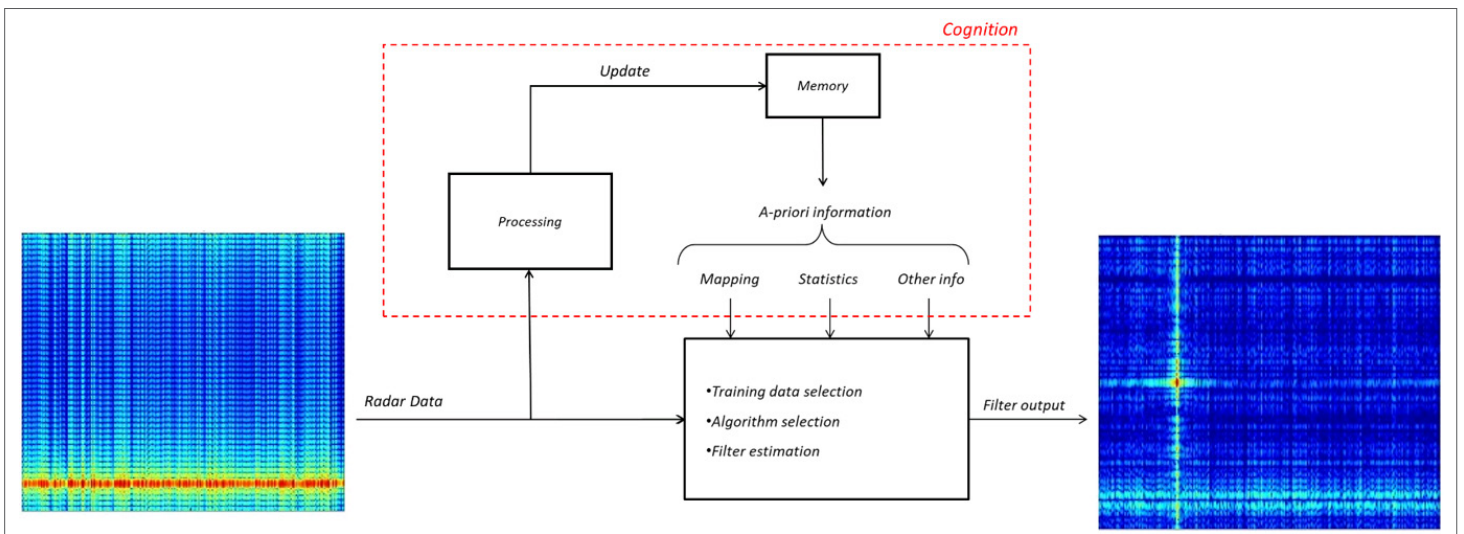 Cognition
Update
Memory
Processing
A-priori information
Mapping Statistics Other info
Radar Data
•Training data selection
•Algorithm selection
•Filter estimation
Filter output